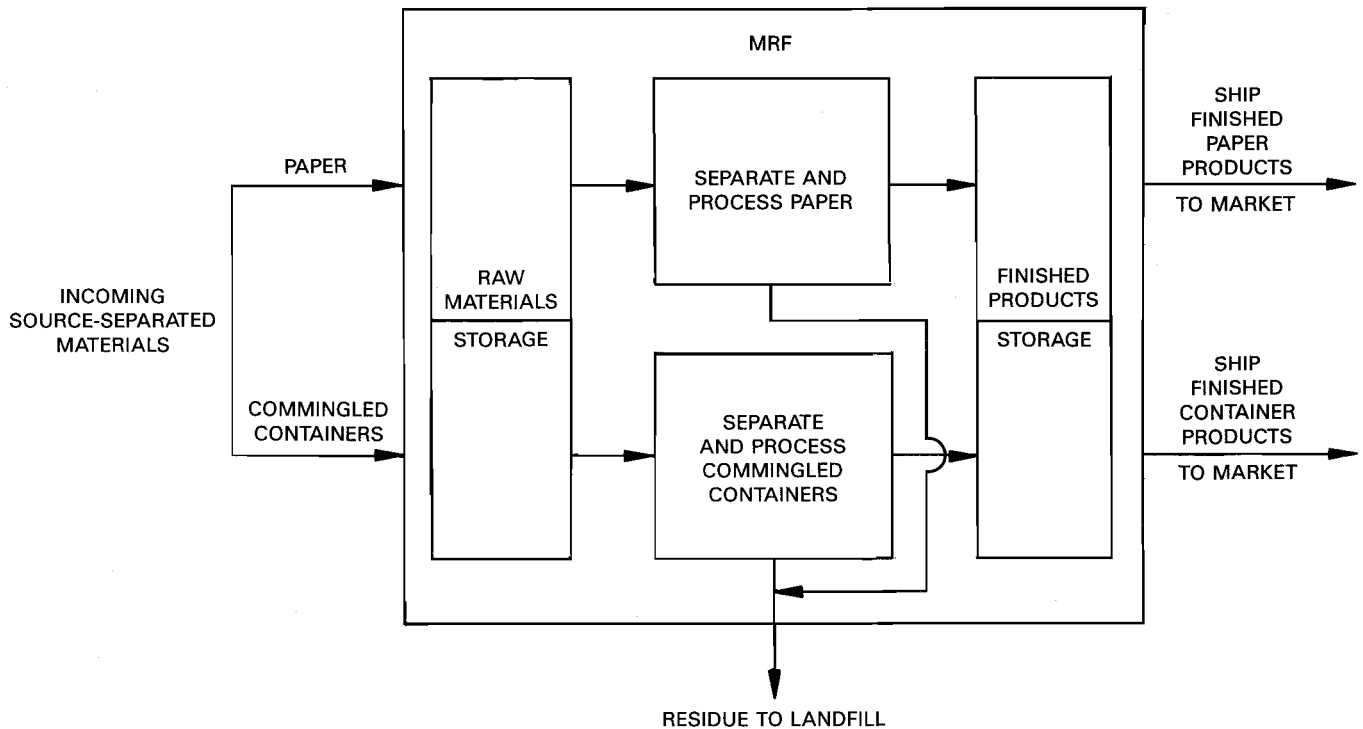 MRF
SHIP
FINISHED
PAPER
PRODUCTS
TO MARKET
PAPER
SEPARATE AND
PROCESS PAPER
RAW
MATERIALS
STORAGE
FINISHED
PRODUCTS
STORAGE
INCOMING
SOURCE-SEPARATED
MATERIALS
COMMINGLED
CONTAINERS
SEPARATE
AND PROCESS
COMMINGLED
CONTAINERS
SHIP
FINISHED
CONTAINER
PRODUCTS
TO MARKET
RESIDUE TO LANDFILL